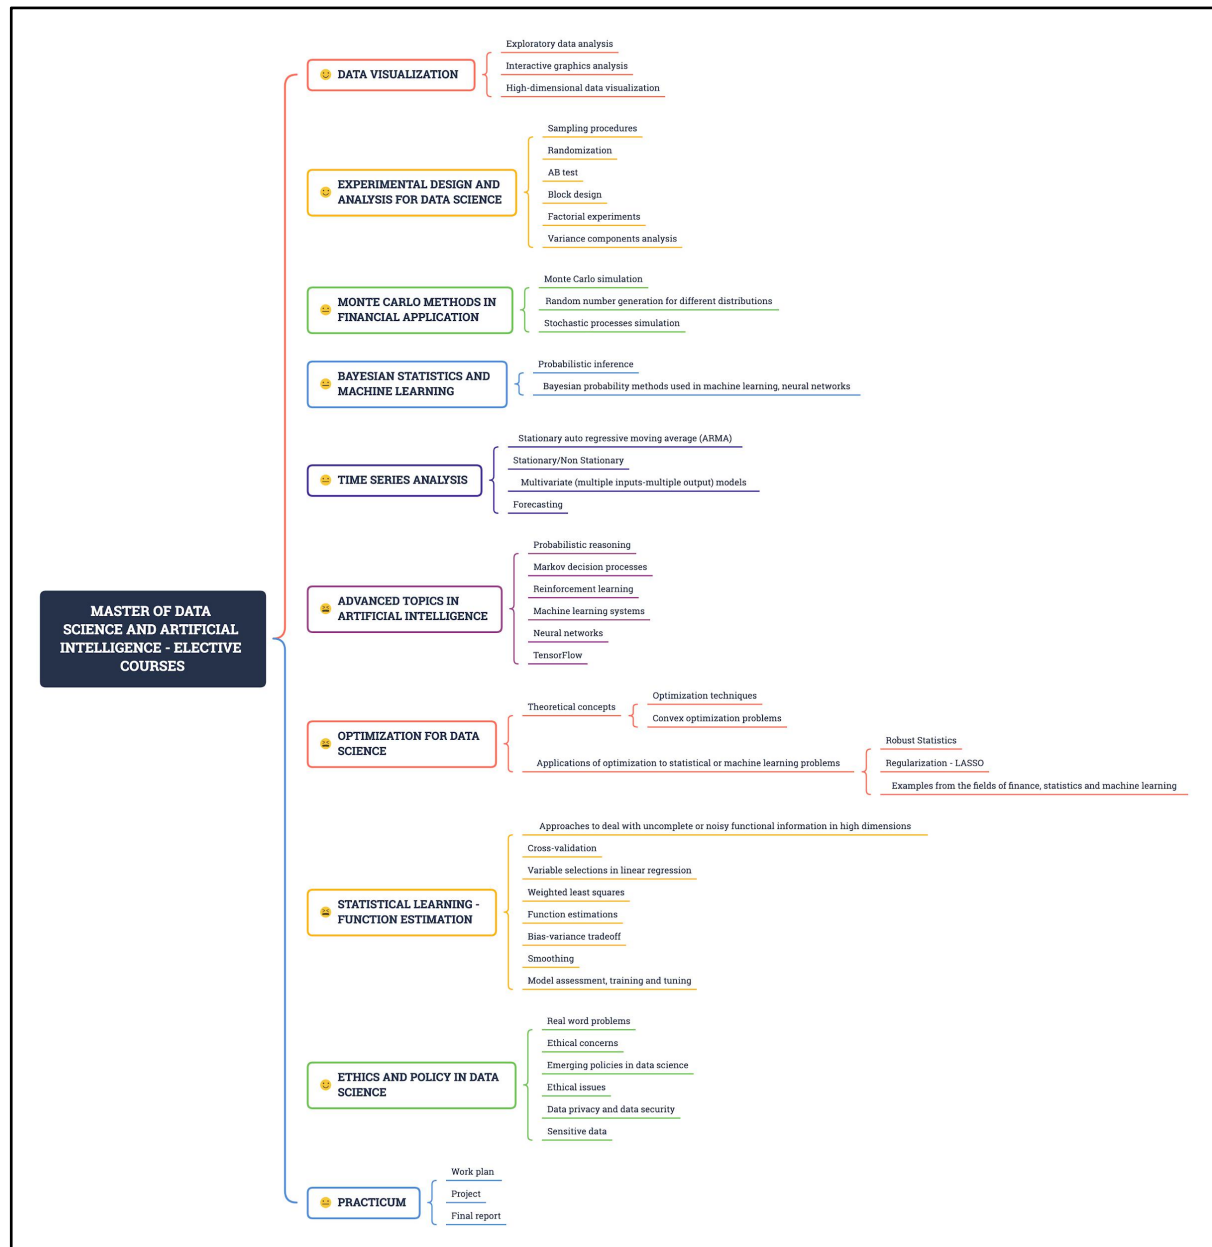 Exploratory data analysis
Interactive graphics analysis
DATA VISUALIZATION
High-dimensional data visualization
Sampling procedures
Randomization
AB test
EXPERIMENTAL DESIGN AND
ANALYSIS FOR DATA SCIENCE
Block design
Factorial experiments
Variance components analysis
Monte Carlo simulation
MONTE CARLO METHODS IN
FINANCIAL APPLICATION
Random number generation for different distributions
Stochastic processes simulation
BAYESIAN STATISTICS AND
MACHINE LEARNING
Probabilistic inference
Bayesian probability methods used in machine learning, neural networks
Stationary auto regressive moving average (ARMA)
Stationary/Non Stationary
TIME SERIES ANALYSIS
Multivariate (multiple inputs-multiple output) models
Forecasting
MASTER OF DATA
SCIENCE AND ARTIFICIAL
INTELLIGENCE - ELECTIVE
COURSES
Probabilistic reasoning
Markov decision processes
ADVANCED TOPICS IN
ARTIFICIAL INTELLIGENCE
Reinforcement learning
Machine learning systems
Neural networks
TensorFlow
OPTIMIZATION FOR DATA
SCIENCE
Theoretical concepts
Optimization techniques
Convex optimization problems
Applications of optimization to statistical or machine learning problems
Robust Statistics
Regularization - LASSO
Examples from the fields of finance, statistics and machine learning
Approaches to deal with uncomplete or noisy functional information in high dimensions
Cross-validation
Variable selections in linear regression
Weighted least squares
STATISTICAL LEARNING -
FUNCTION ESTIMATION
Function estimations
Bias-variance tradeoff
Smoothing
Model assessment, training and tuning
Real word problems
Ethical concerns
Emerging policies in data science
ETHICS AND POLICY IN DATA
SCIENCE
Ethical issues
Data privacy and data security
Sensitive data
Work plan
PRACTICUM
Project
Final report